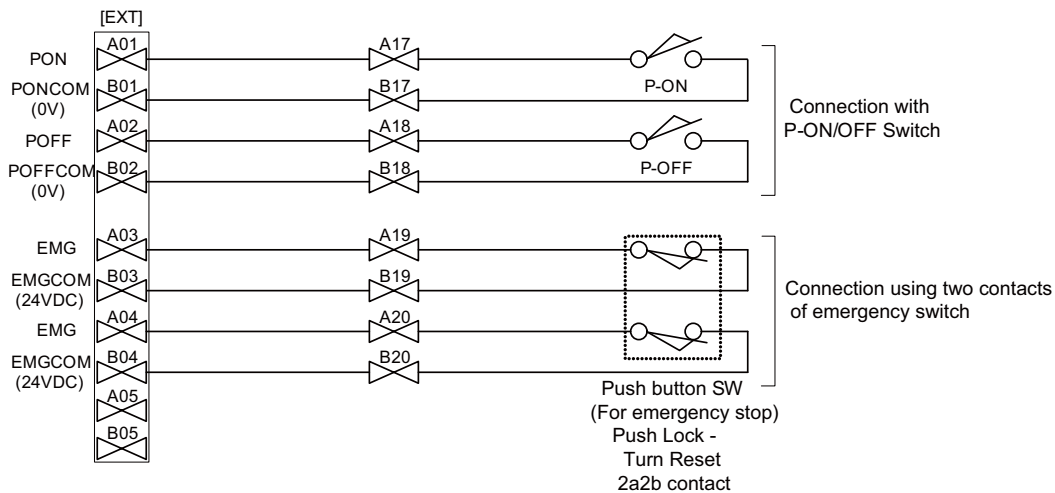 [EXT]
PON
A01
A17
P-ON
PONCOM
(0V)
B01
B17
POFF
A02
A18
P-OFF
POFFCOM
(0V)
B02
B18
Connection with
P-ON/OFF Switch
EMG
A03
A19
EMGCOM
(24VDC)
B03
B19
EMG
A04
A20
EMGCOM
(24VDC)
B04
B20
A05
B05
Connection using two contacts
of emergency switch
Push button SW
(For emergency stop)
Push Lock -
Turn Reset
2a2b contact